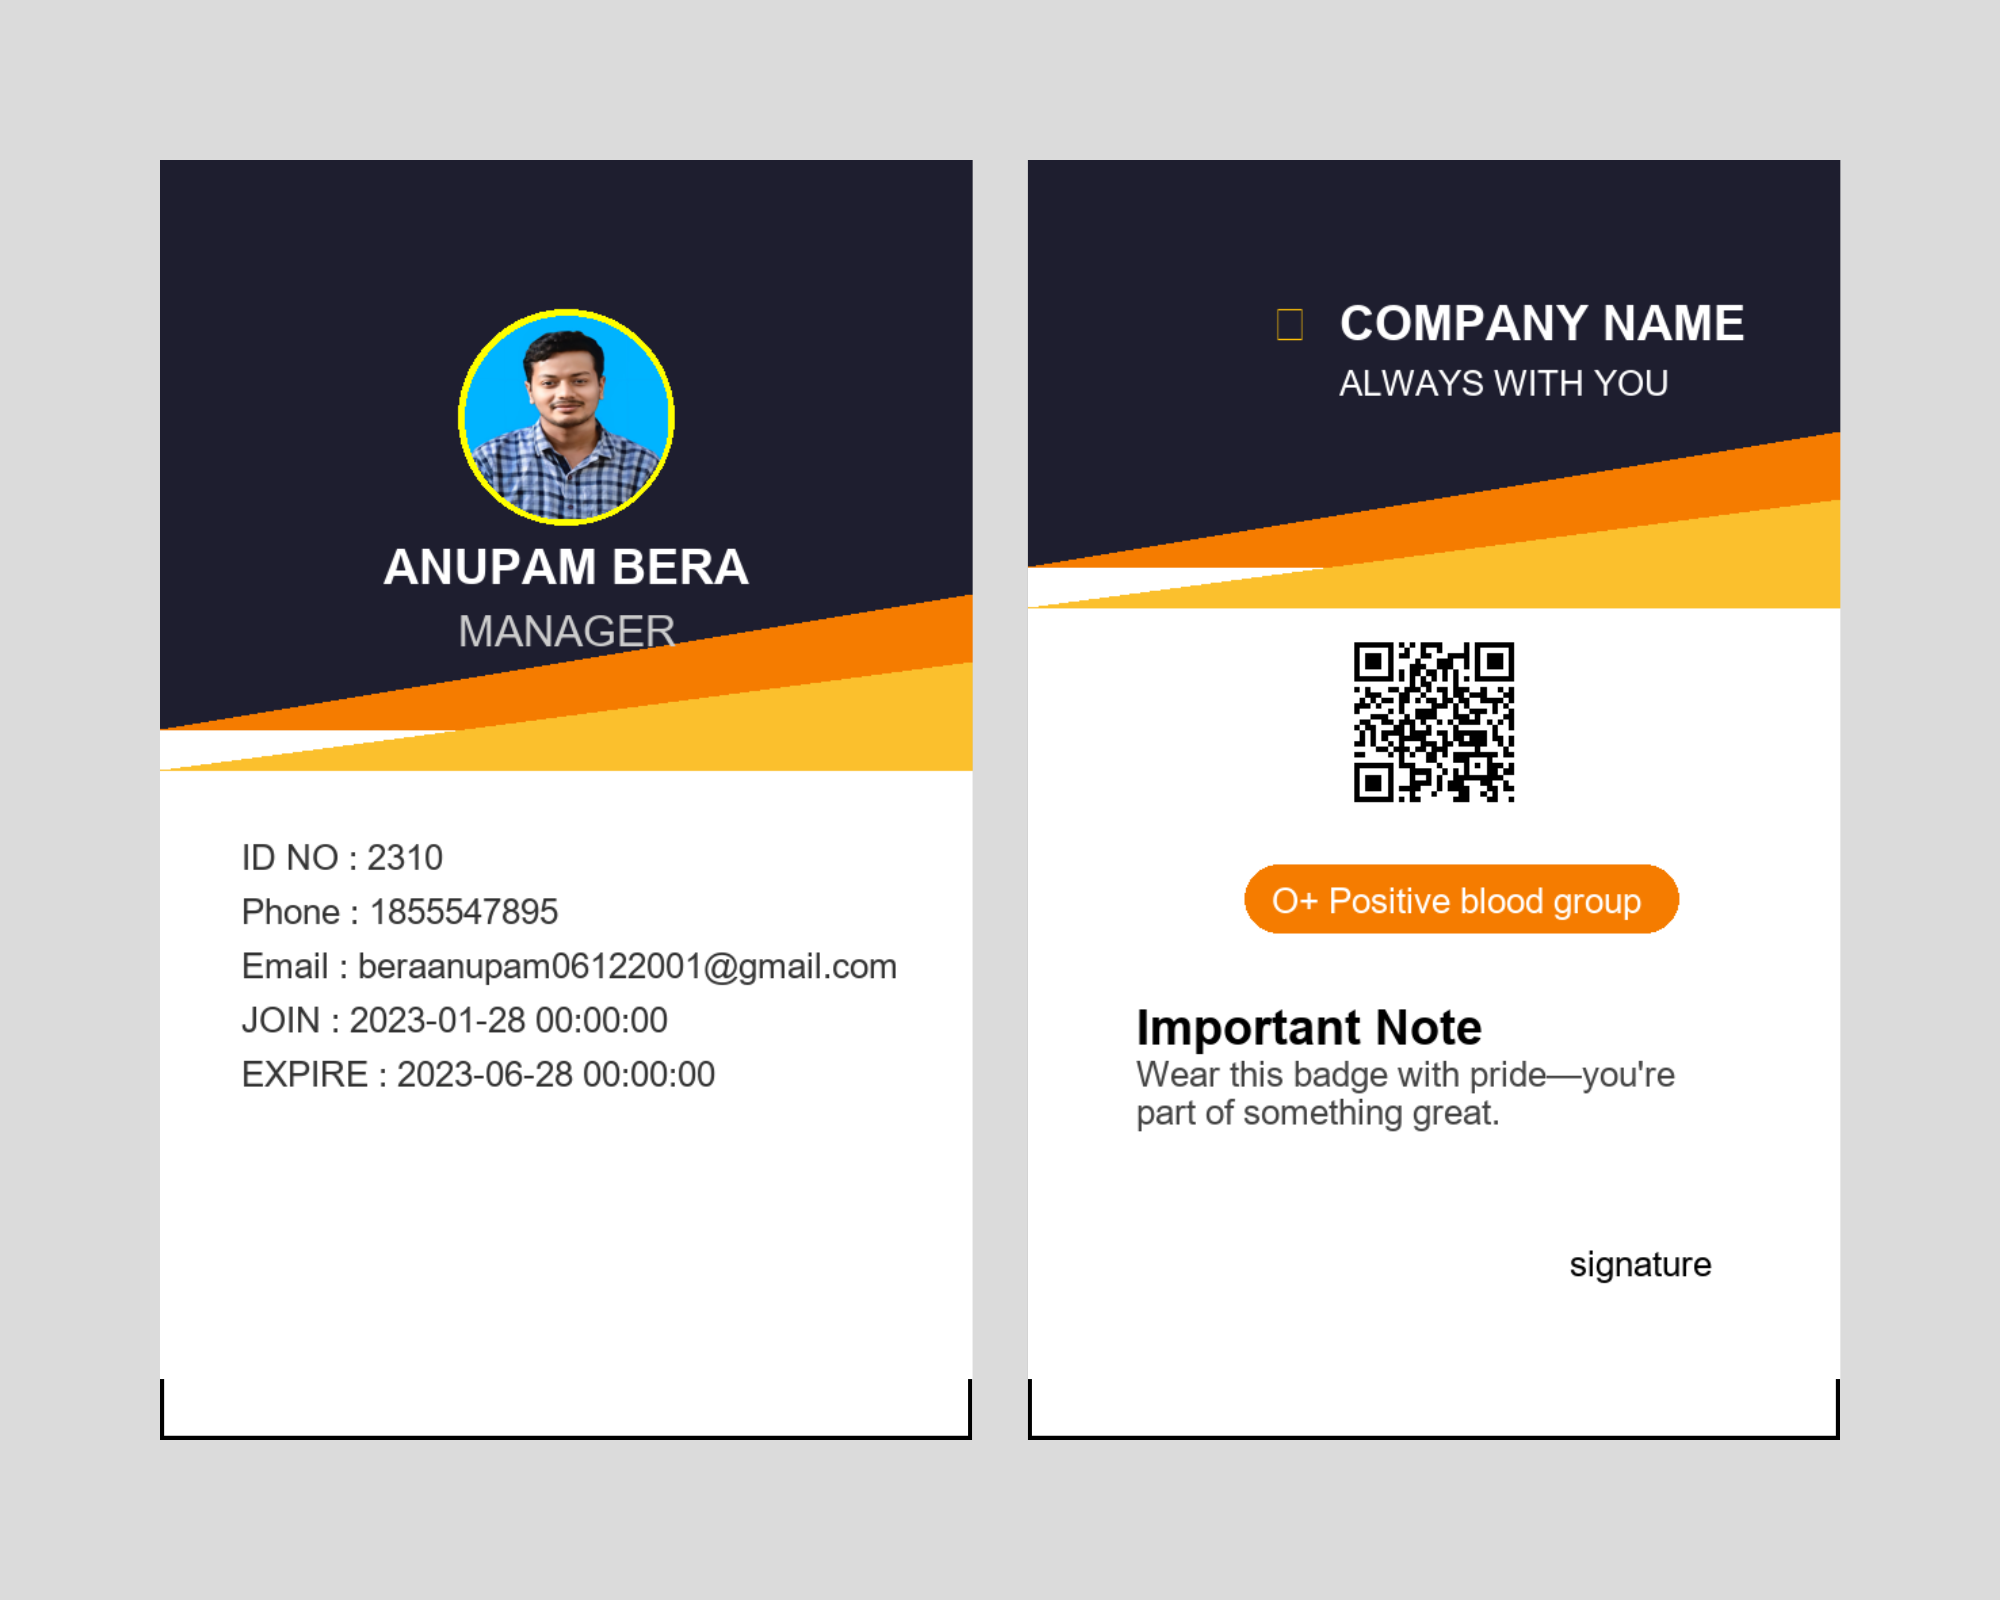 ANUPAM BERA
MANAGER
ID NO : 2310
Phone : 1855547895
Email : beraanupam06122001@gmail.com
JOIN : 2023-01-28 00:00:00
EXPIRE : 2023-06-28 00:00:00
COMPANY NAME
ALWAYS WITH YOU
O+ Positive blood group
Important Note
Wear this badge with pride—you're
part of something great.
signature